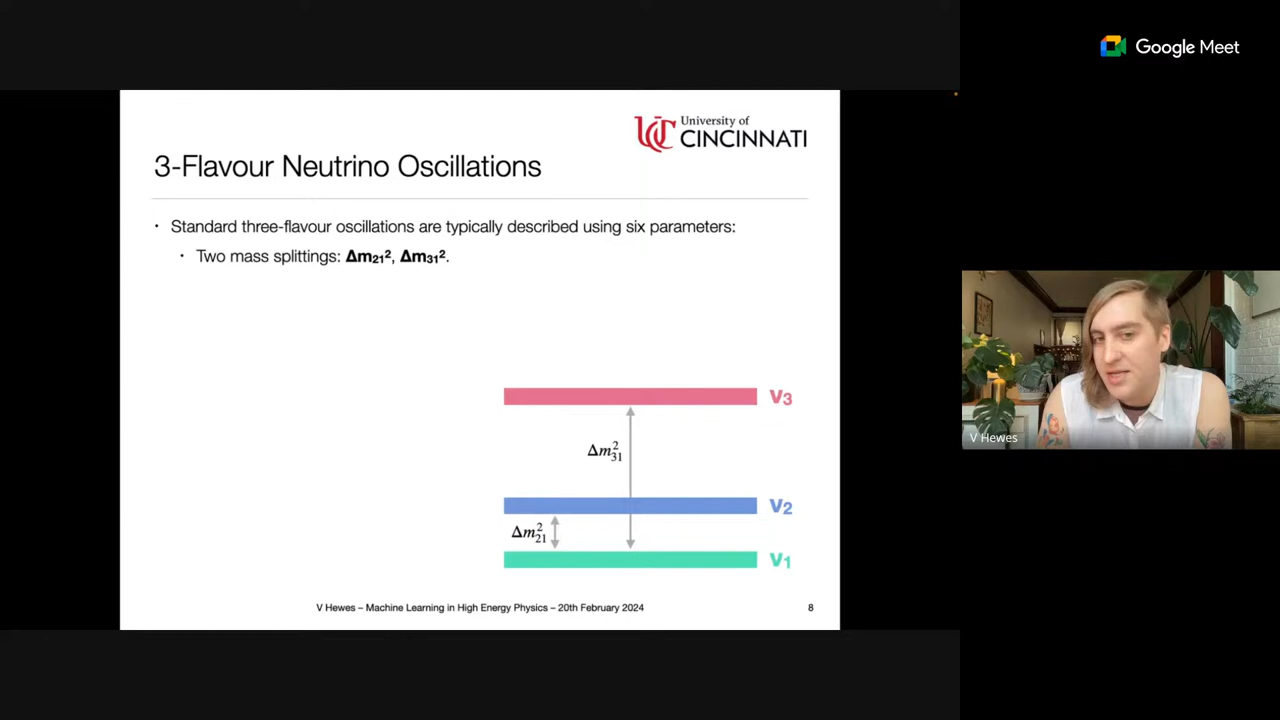 Google Meet
University of
CINCINNATI
3-Flavour Neutrino Oscillations
• Standard three-flavour oscillations are typically described using six parameters:
• Two mass splittings: Δm₂₁², Δm₃₁².
ν3
Δm²₃₁
ν2
Δm²₂₁
ν1
V Hewes
V Hewes – Machine Learning in High Energy Physics – 20th February 2024
8